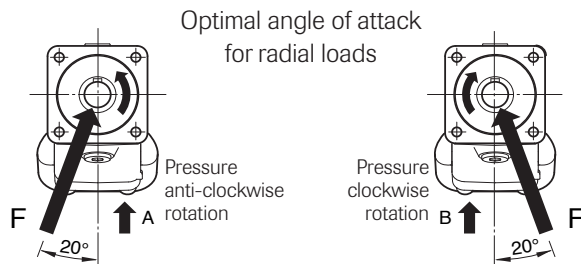 Optimal angle of attack
for radial loads
Pressure
anti-clockwise
rotation
A
F
20°
Pressure
clockwise
rotation
B
F
20°